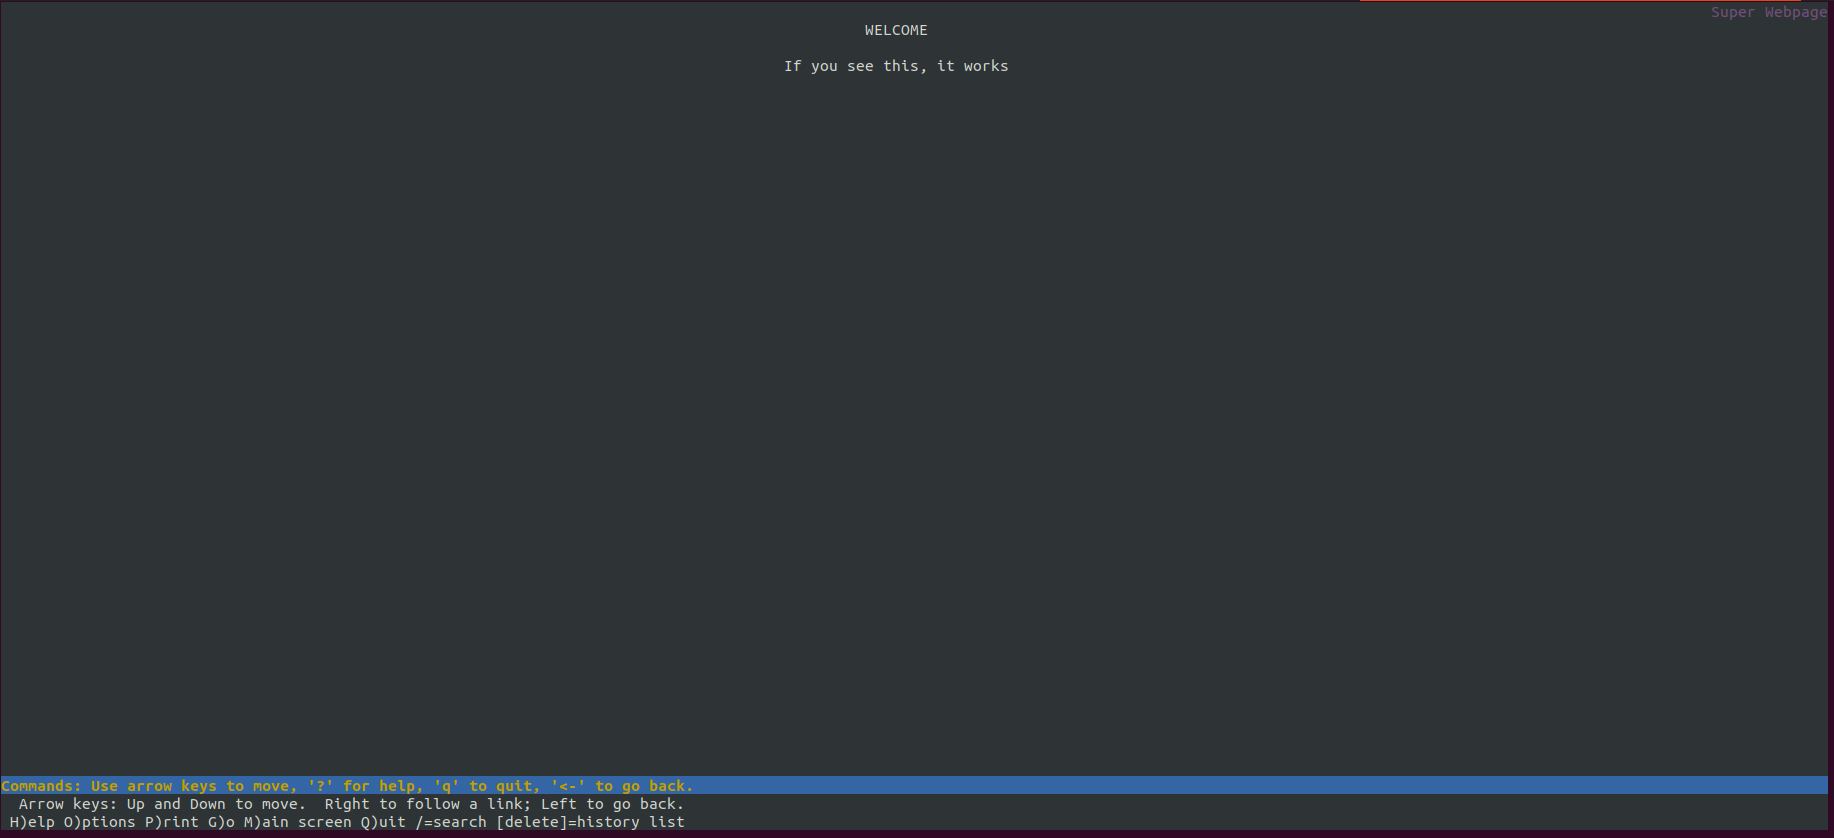 Super Webpage
WELCOME
If you see this, it works
Commands: Use arrow keys to move, '?' for help, 'q' to quit, '<-' to go back.
Arrow keys: Up and Down to move.  Right to follow a link; Left to go back.
H)elp O)ptions P)rint G)o M)ain screen Q)uit /=search [delete]=history list